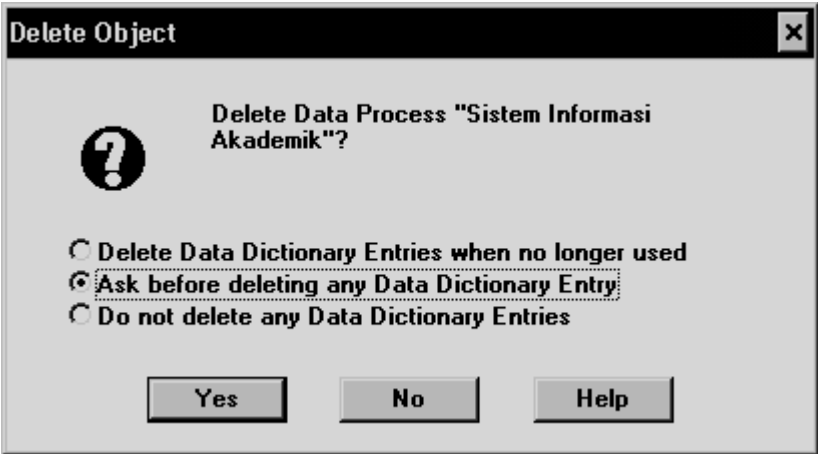 Delete Object
Delete Data Process "Sistem Informasi
Akademik"?
Delete Data Dictionary Entries when no longer used
Ask before deleting any Data Dictionary Entry
Do not delete any Data Dictionary Entries
Yes No Help